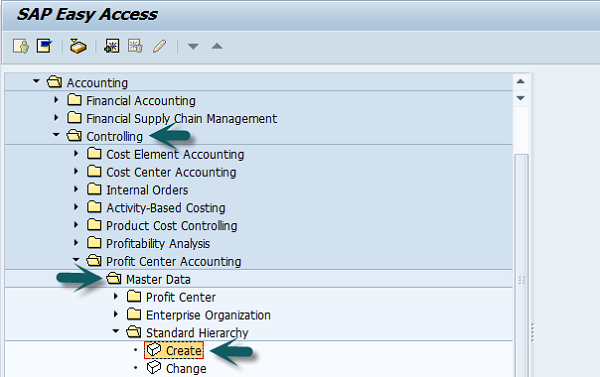 SAP Easy Access
Accounting
Financial Accounting
Financial Supply Chain Management
Controlling
Cost Element Accounting
Cost Center Accounting
Internal Orders
Activity-Based Costing
Product Cost Controlling
Profitability Analysis
Profit Center Accounting
Master Data
Profit Center
Enterprise Organization
Standard Hierarchy
Create
Change